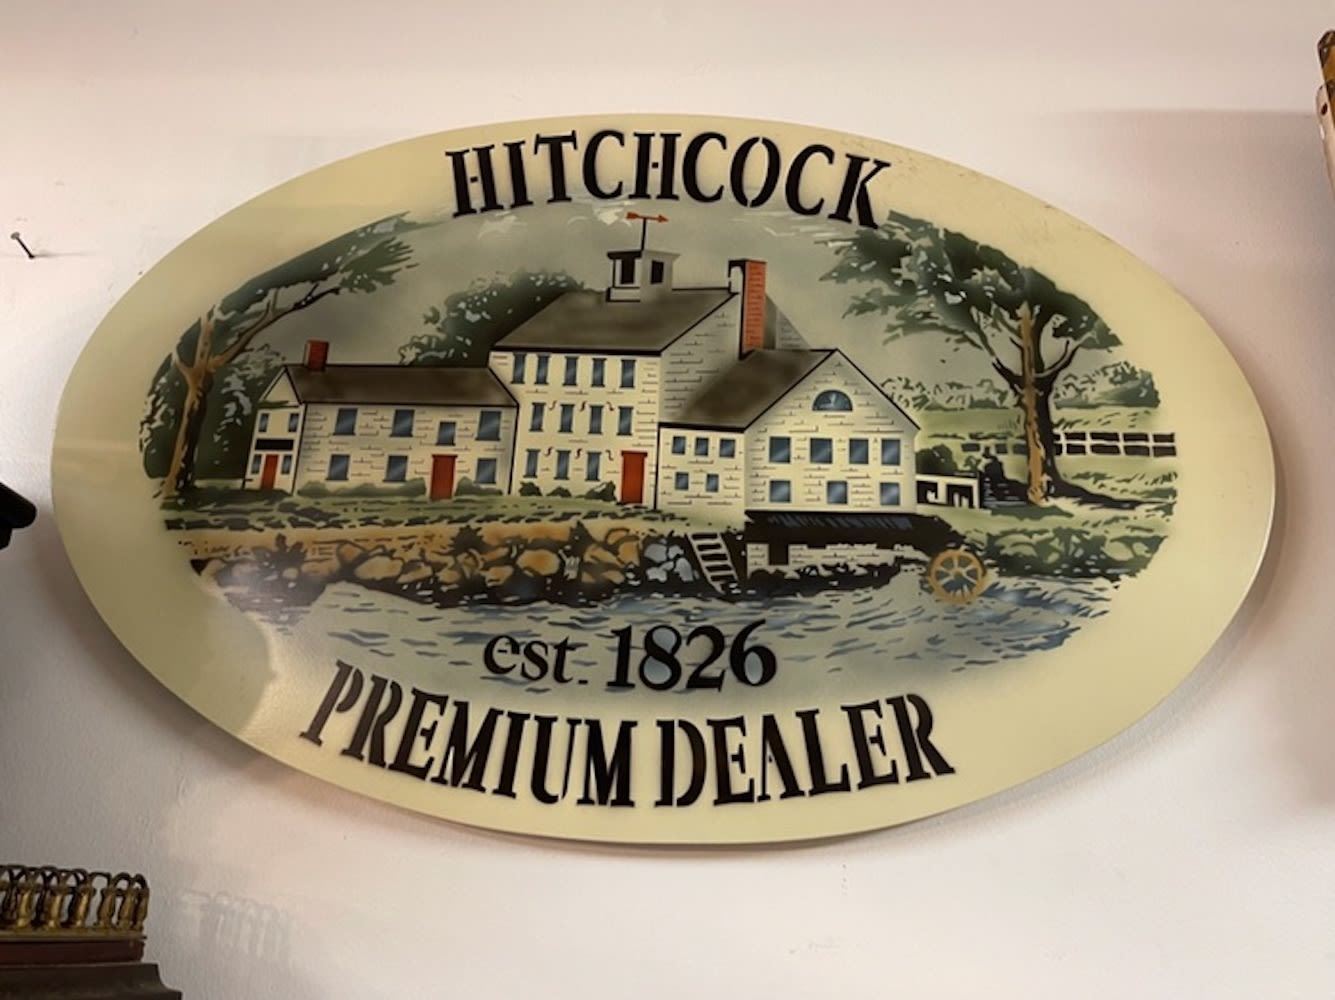 HITCHCOCK
est. 1826
PREMIUM DEALER